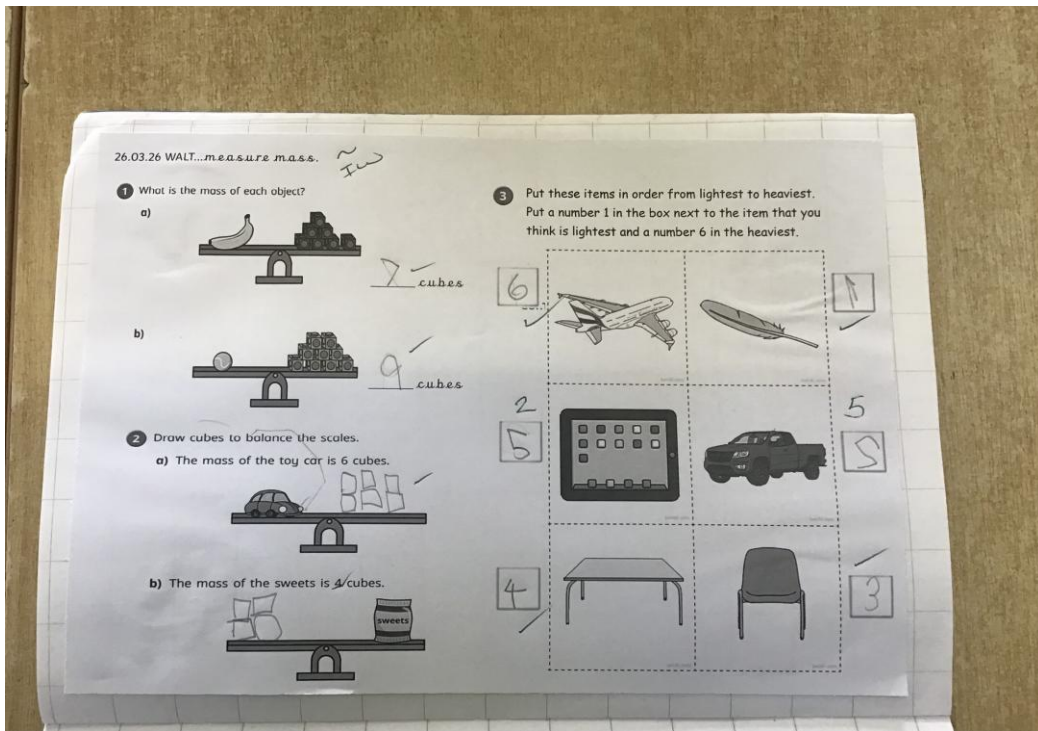 26.03.26 WALT...measure mass.
Iw
1 What is the mass of each object?
a)
7 cubes
b)
9 cubes
2 Draw cubes to balance the scales.
a) The mass of the toy car is 6 cubes.
b) The mass of the sweets is 4 cubes.
sweets
3 Put these items in order from lightest to heaviest.
Put a number 1 in the box next to the item that you
think is lightest and a number 6 in the heaviest.
6
1
2
5
5
4
3